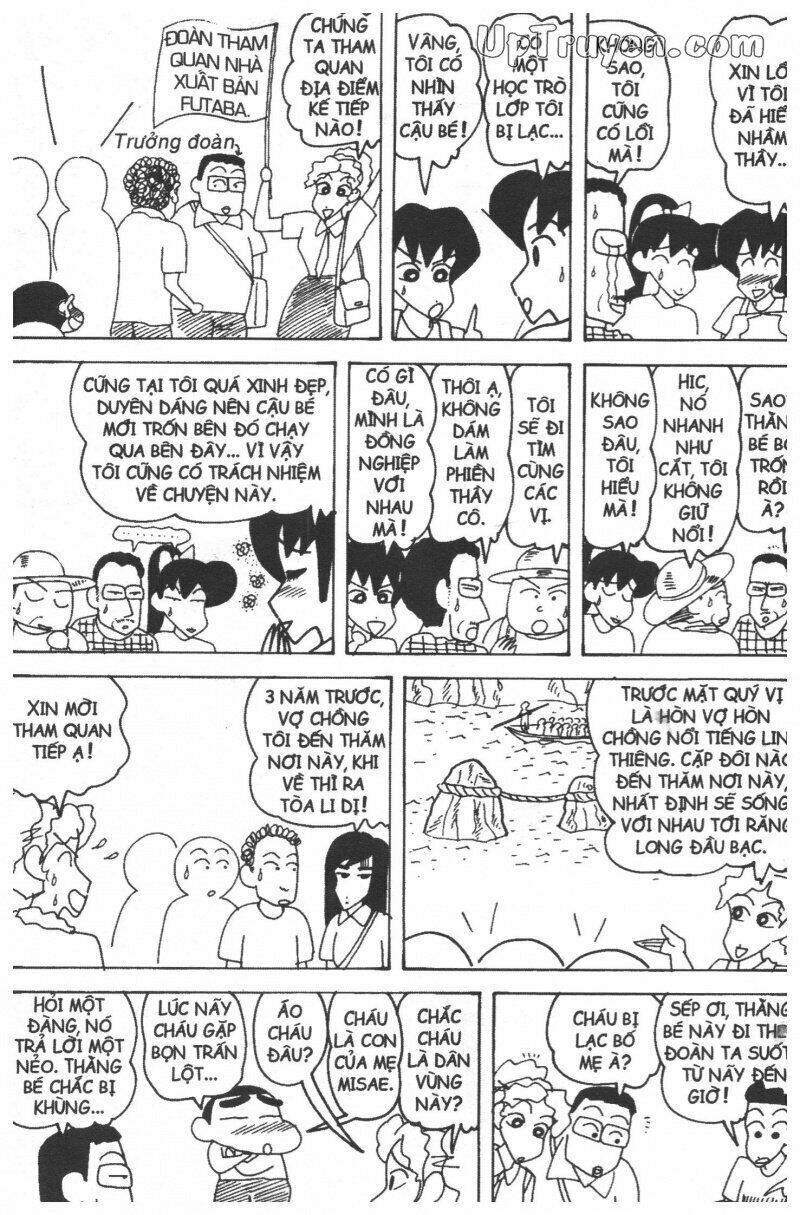 UpTruyen.com
XIN LỖ
VÌ TÔI
ĐÃ HIỂ
NHẦM
THẦY..
KHÔNG
SAO,
TÔI
CŨNG
CÓ LỖI
MÀ!
CÓ
MỘT
HỌC TRÒ
LỚP TÔI
BỊ LẠC...
VÂNG,
TÔI CÓ
NHÌN
THẤY
CẬU BÉ!
CHÚNG
TA THAM
QUAN
ĐỊA ĐIỂM
KẾ TIẾP
NÀO!
ĐOÀN THAM
QUAN NHÀ
XUẤT BẢN
FUTABA.
Trưởng đoàn
SAO
THẰN
BÉ BỎ
TRỐN
RỒI
À?
HIC,
NÓ
NHANH
NHƯ
CẮT, TÔI
KHÔNG
GIỮ
NỔI!
KHÔNG
SAO
ĐÂU,
TÔI
HIỂU
MÀ!
TÔI
SẼ ĐI
TÌM
CÙNG
CÁC
VỊ.
THÔI Ạ,
KHÔNG
DÁM
LÀM
PHIỀN
THẦY
CÔ.
CÓ GÌ
ĐÂU,
MÌNH LÀ
ĐỒNG
NGHIỆP
VỚI
NHAU
MÀ!
CŨNG TẠI TÔI QUÁ XINH ĐẸP,
DUYÊN DÁNG NÊN CẬU BÉ
MỚI TRỐN BÊN ĐÓ CHẠY
QUA BÊN ĐÂY... VÌ VẬY
TÔI CŨNG CÓ TRÁCH NHIỆM
VỀ CHUYỆN NÀY.
........
TRƯỚC MẶT QUÝ VỊ
LÀ HÒN VỢ HÒN
CHỒNG NỔI TIẾNG LIN
THIÊNG. CẶP ĐÔI NÀO
ĐẾN THĂM NƠI NÀY,
NHẤT ĐỊNH SẼ SỐNG
VỚI NHAU TỚI RĂNG
LONG ĐẦU BẠC.
3 NĂM TRƯỚC,
VỢ CHỒNG
TÔI ĐẾN THĂM
NƠI NÀY, KHI
VỀ THÌ RA
TÒA LI DỊ!
XIN MỜI
THAM QUAN
TIẾP Ạ!
SẾP ƠI, THẰNG
BÉ NÀY ĐI TH
ĐOÀN TA SUỐT
TỪ NÃY ĐẾN
GIỜ!
CHÁU BỊ
LẠC BỐ
MẸ À?
CHẮC
CHÁU
LÀ DÂN
VÙNG
NÀY?
CHÁU
LÀ CON
CỦA MẸ
MISAE.
ÁO
CHÁU
ĐÂU?
LÚC NÃY
CHÁU GẶP
BỌN TRẤN
LỘT...
HỎI MỘT
ĐÀNG, NÓ
TRẢ LỜI MỘT
NẺO. THẰNG
BÉ CHẮC BỊ
KHÙNG...